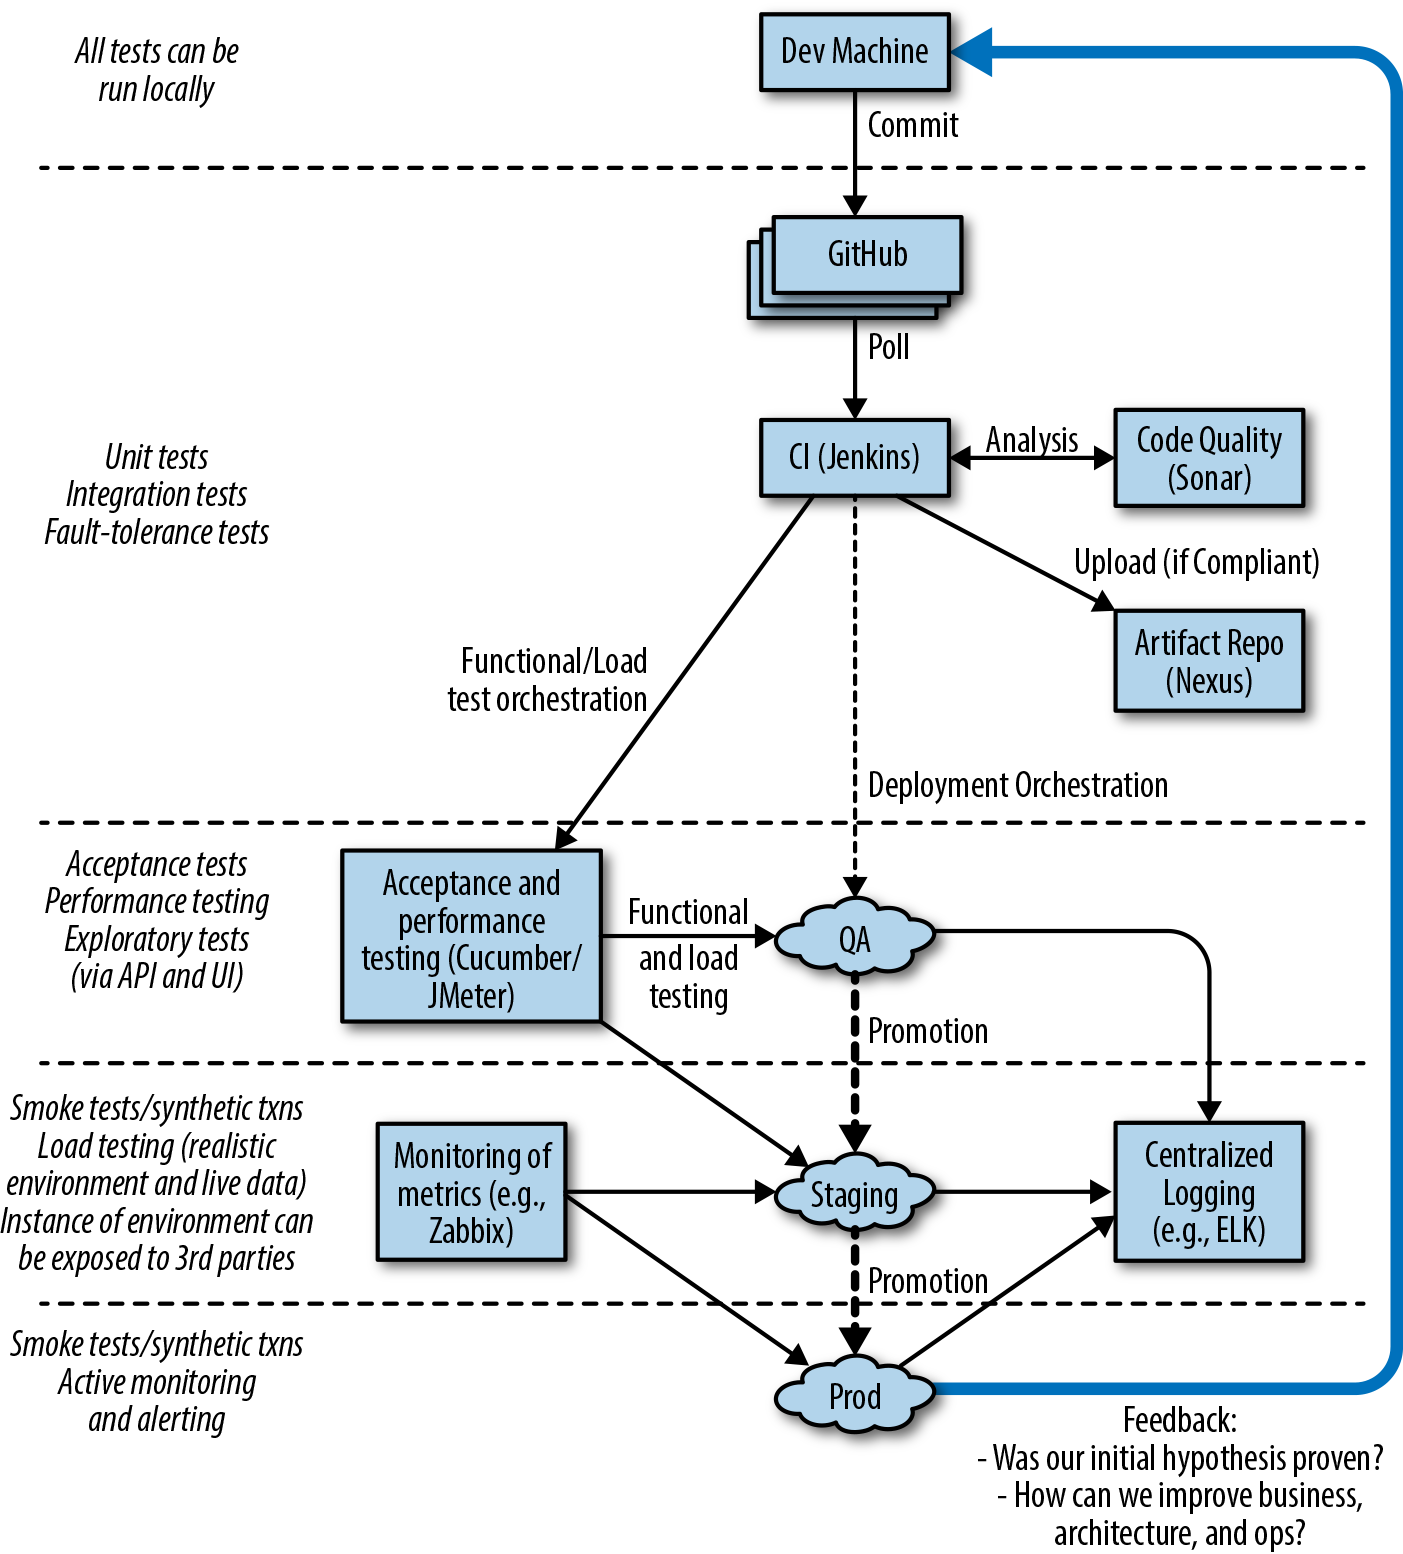 All tests can be
run locally
Dev Machine
Commit
GitHub
Poll
Unit tests
Integration tests
Fault-tolerance tests
CI (Jenkins)
Analysis
Code Quality
(Sonar)
Upload (if Compliant)
Artifact Repo
(Nexus)
Functional/Load
test orchestration
Deployment Orchestration
Acceptance tests
Performance testing
Exploratory tests
(via API and UI)
Acceptance and
performance
testing (Cucumber/
JMeter)
Functional
and load
testing
QA
Promotion
Smoke tests/synthetic txns
Load testing (realistic
environment and live data)
Instance of environment can
be exposed to 3rd parties
Monitoring of
metrics (e.g.,
Zabbix)
Staging
Centralized
Logging
(e.g., ELK)
Promotion
Smoke tests/synthetic txns
Active monitoring
and alerting
Prod
Feedback:
- Was our initial hypothesis proven?
- How can we improve business,
architecture, and ops?